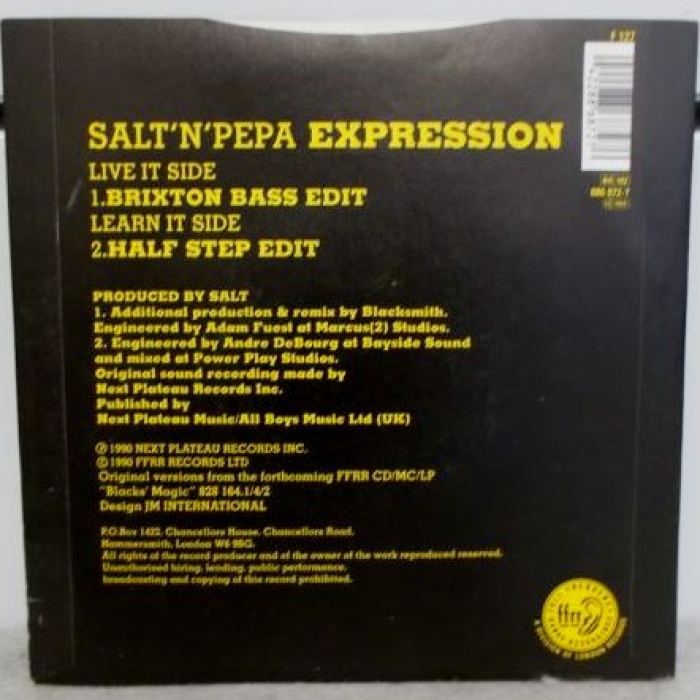 F 127
SALT'N'PEPA EXPRESSION
LIVE IT SIDE
1.BRIXTON BASS EDIT
LEARN IT SIDE
2.HALF STEP EDIT
PRODUCED BY SALT
1. Additional production & remix by Blacksmith.
Engineered by Adam Fuest at Marcus(2) Studios.
2. Engineered by Andre DeBourg at Bayside Sound
and mixed at Power Play Studios.
Original sound recording made by
Next Plateau Records Inc.
Published by
Next Plateau Music/All Boys Music Ltd (UK)
℗ 1990 NEXT PLATEAU RECORDS INC.
© 1990 FFRR RECORDS LTD
Original versions from the forthcoming FFRR CD/MC/LP
"Blacks' Magic" 828 164.1/4/2
Design JM INTERNATIONAL
P.O.Box 1422, Chancellors House, Chancellors Road,
Hammersmith, London W6 9SG.
All rights of the record producer and of the owner of the work reproduced reserved.
Unauthorised hiring, lending, public performance,
broadcasting and copying of this record prohibited.
ffrr
A DIVISION OF LONDON RECORDS